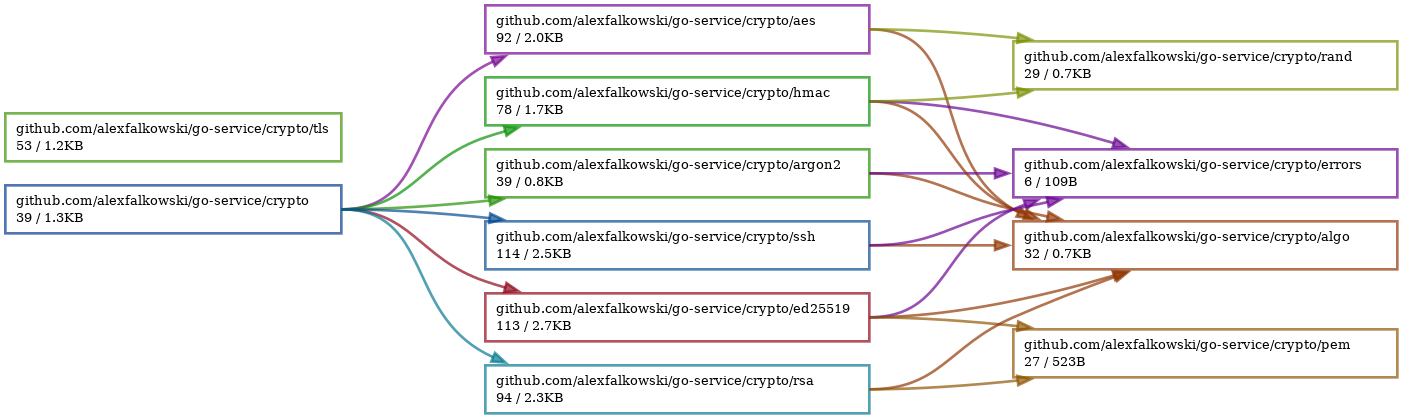 github.com/alexfalkowski/go-service/crypto/tls
53 / 1.2KB
github.com/alexfalkowski/go-service/crypto
39 / 1.3KB
github.com/alexfalkowski/go-service/crypto/aes
92 / 2.0KB
github.com/alexfalkowski/go-service/crypto/hmac
78 / 1.7KB
github.com/alexfalkowski/go-service/crypto/argon2
39 / 0.8KB
github.com/alexfalkowski/go-service/crypto/ssh
114 / 2.5KB
github.com/alexfalkowski/go-service/crypto/ed25519
113 / 2.7KB
github.com/alexfalkowski/go-service/crypto/rsa
94 / 2.3KB
github.com/alexfalkowski/go-service/crypto/rand
29 / 0.7KB
github.com/alexfalkowski/go-service/crypto/errors
6 / 109B
github.com/alexfalkowski/go-service/crypto/algo
32 / 0.7KB
github.com/alexfalkowski/go-service/crypto/pem
27 / 523B